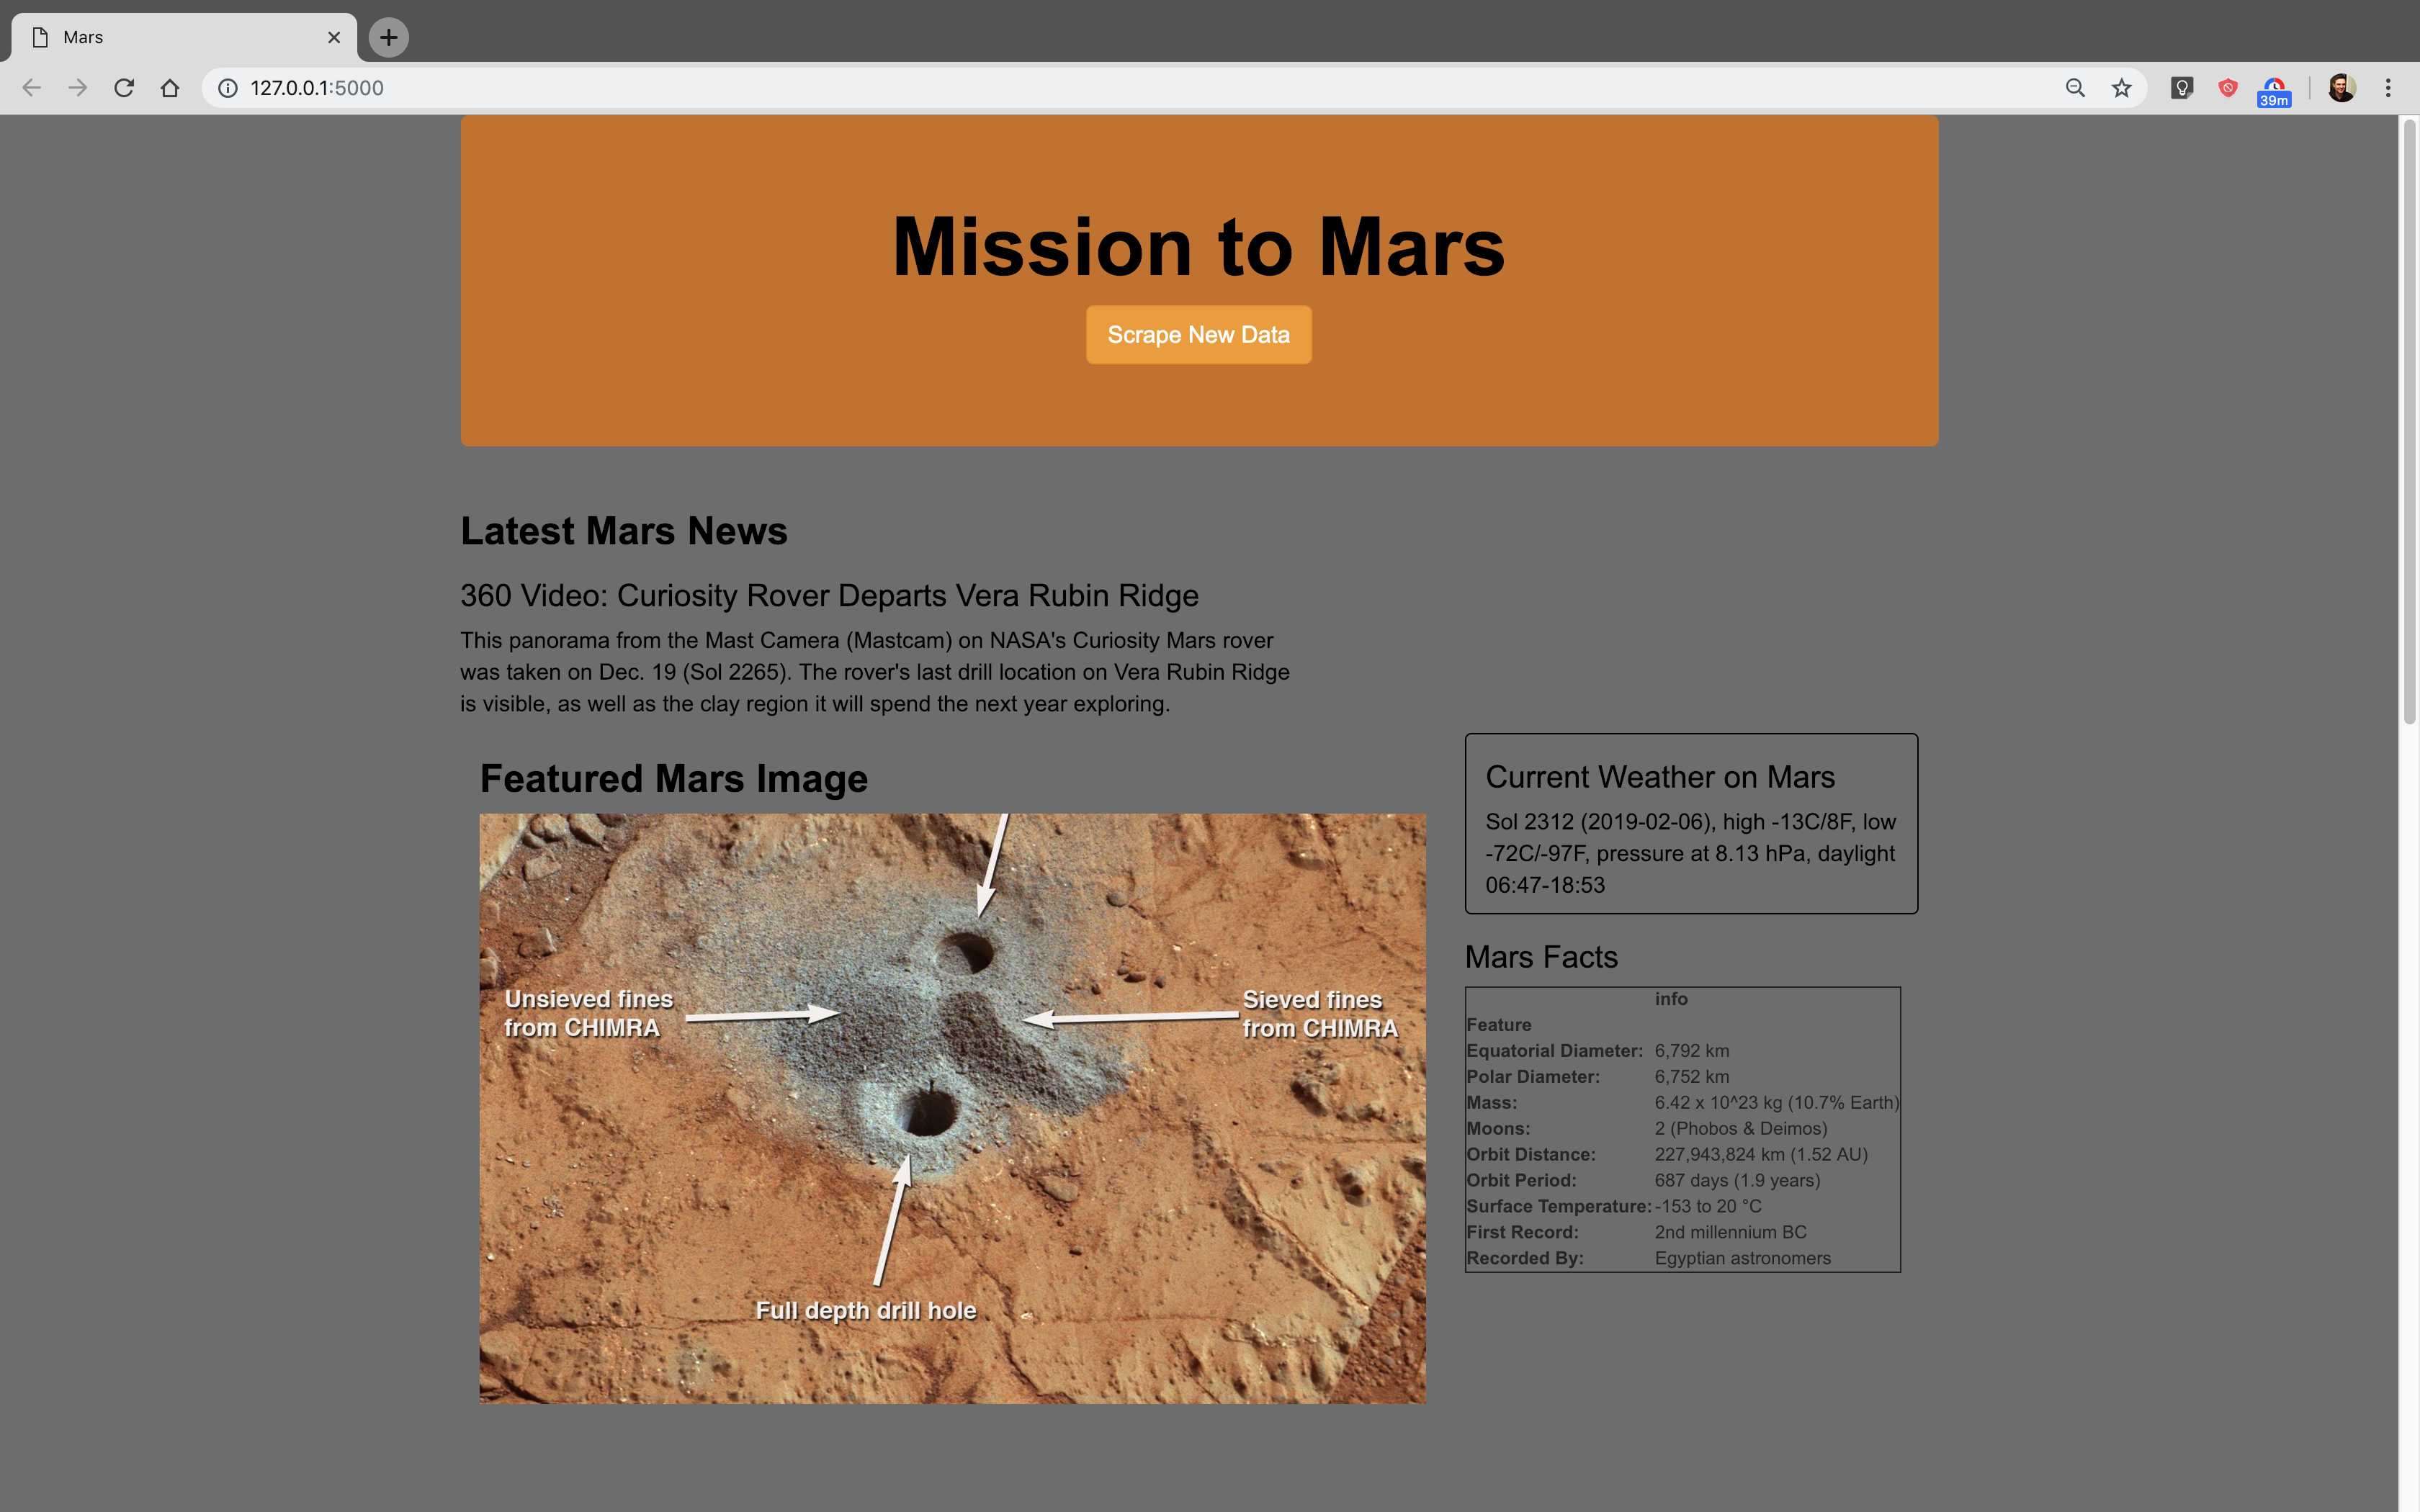 Mars
127.0.0.1:5000
39m
Mission to Mars
Scrape New Data
Latest Mars News
360 Video: Curiosity Rover Departs Vera Rubin Ridge
This panorama from the Mast Camera (Mastcam) on NASA's Curiosity Mars rover
was taken on Dec. 19 (Sol 2265). The rover's last drill location on Vera Rubin Ridge
is visible, as well as the clay region it will spend the next year exploring.
Featured Mars Image
Unsieved fines
from CHIMRA
Sieved fines
from CHIMRA
Full depth drill hole
Current Weather on Mars
Sol 2312 (2019-02-06), high -13C/8F, low
-72C/-97F, pressure at 8.13 hPa, daylight
06:47-18:53
Mars Facts
info
Feature
Equatorial Diameter: 6,792 km
Polar Diameter: 6,752 km
Mass: 6.42 x 10^23 kg (10.7% Earth)
Moons: 2 (Phobos & Deimos)
Orbit Distance: 227,943,824 km (1.52 AU)
Orbit Period: 687 days (1.9 years)
Surface Temperature: -153 to 20 °C
First Record: 2nd millennium BC
Recorded By: Egyptian astronomers